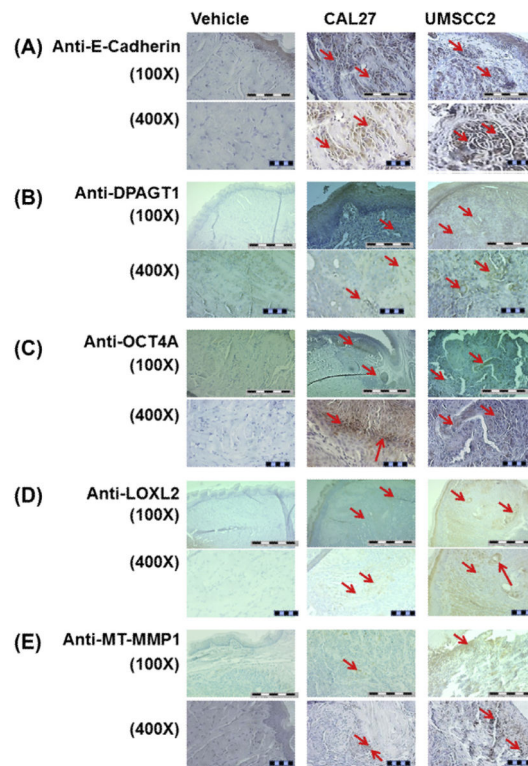 Vehicle CAL27 UMSCC2
(A) Anti-E-Cadherin
(100X)
(400X)
(B) Anti-DPAGT1
(100X)
(400X)
(C) Anti-OCT4A
(100X)
(400X)
(D) Anti-LOXL2
(100X)
(400X)
(E) Anti-MT-MMP1
(100X)
(400X)